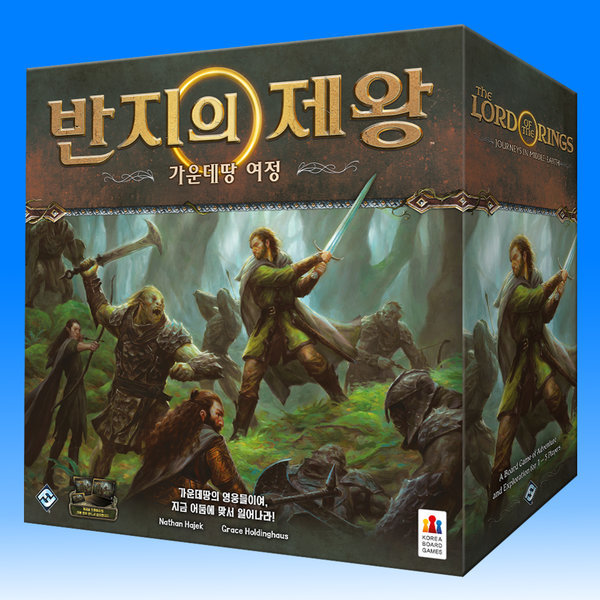 반지의 제왕
가운데땅 여정
가운데땅의 영웅들이여,
지금 어둠에 맞서 일어나라!
Nathan Hajek
Grace Holdinghaus
KOREA
BOARD
GAMES
THE
LORD OF THE RINGS
JOURNEYS IN MIDDLE-EARTH
A Board Game of Adventure
and Exploration for 1–5 Players